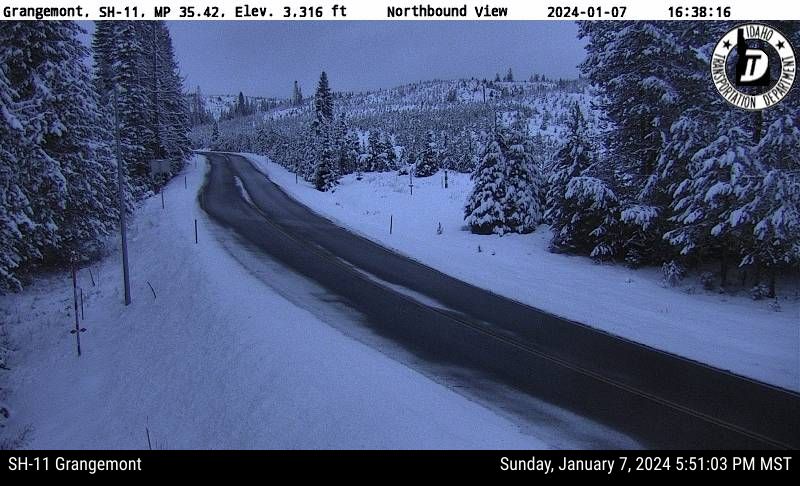 Grangemont, SH-11, MP 35.42, Elev. 3,316 ft Northbound View 2024-01-07 16:38:16
IDAHO
TRANSPORTATION DEPARTMENT
SH-11 Grangemont Sunday, January 7, 2024 5:51:03 PM MST